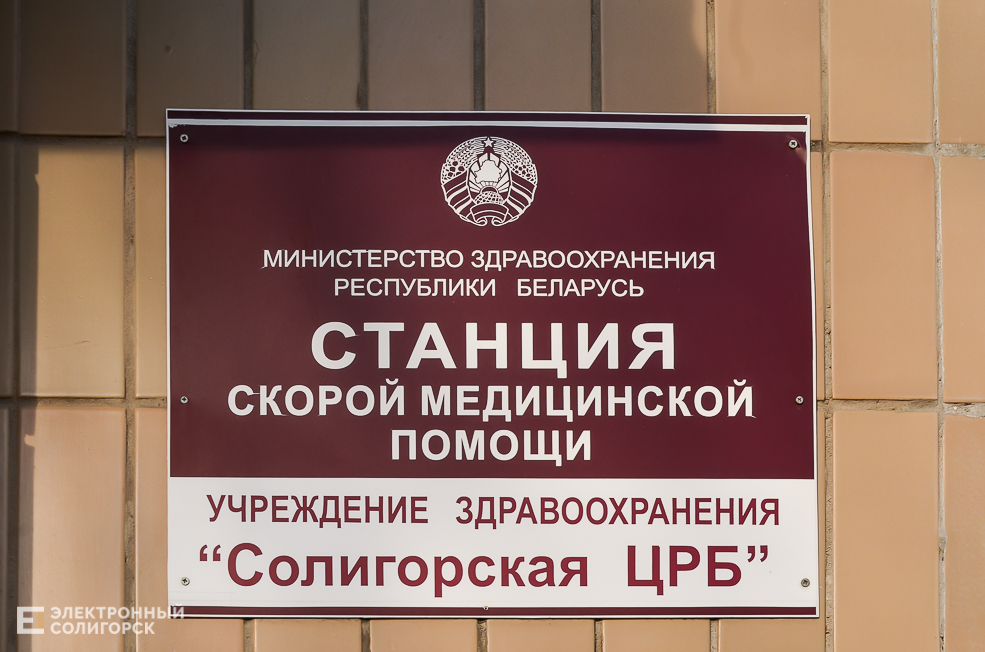 МИНИСТЕРСТВО ЗДРАВООХРАНЕНИЯ
РЕСПУБЛИКИ БЕЛАРУСЬ
СТАНЦИЯ
СКОРОЙ МЕДИЦИНСКОЙ
ПОМОЩИ
УЧРЕЖДЕНИЕ ЗДРАВООХРАНЕНИЯ
“Солигорская ЦРБ”
Е ЭЛЕКТРОННЫЙ
СОЛИГОРСК